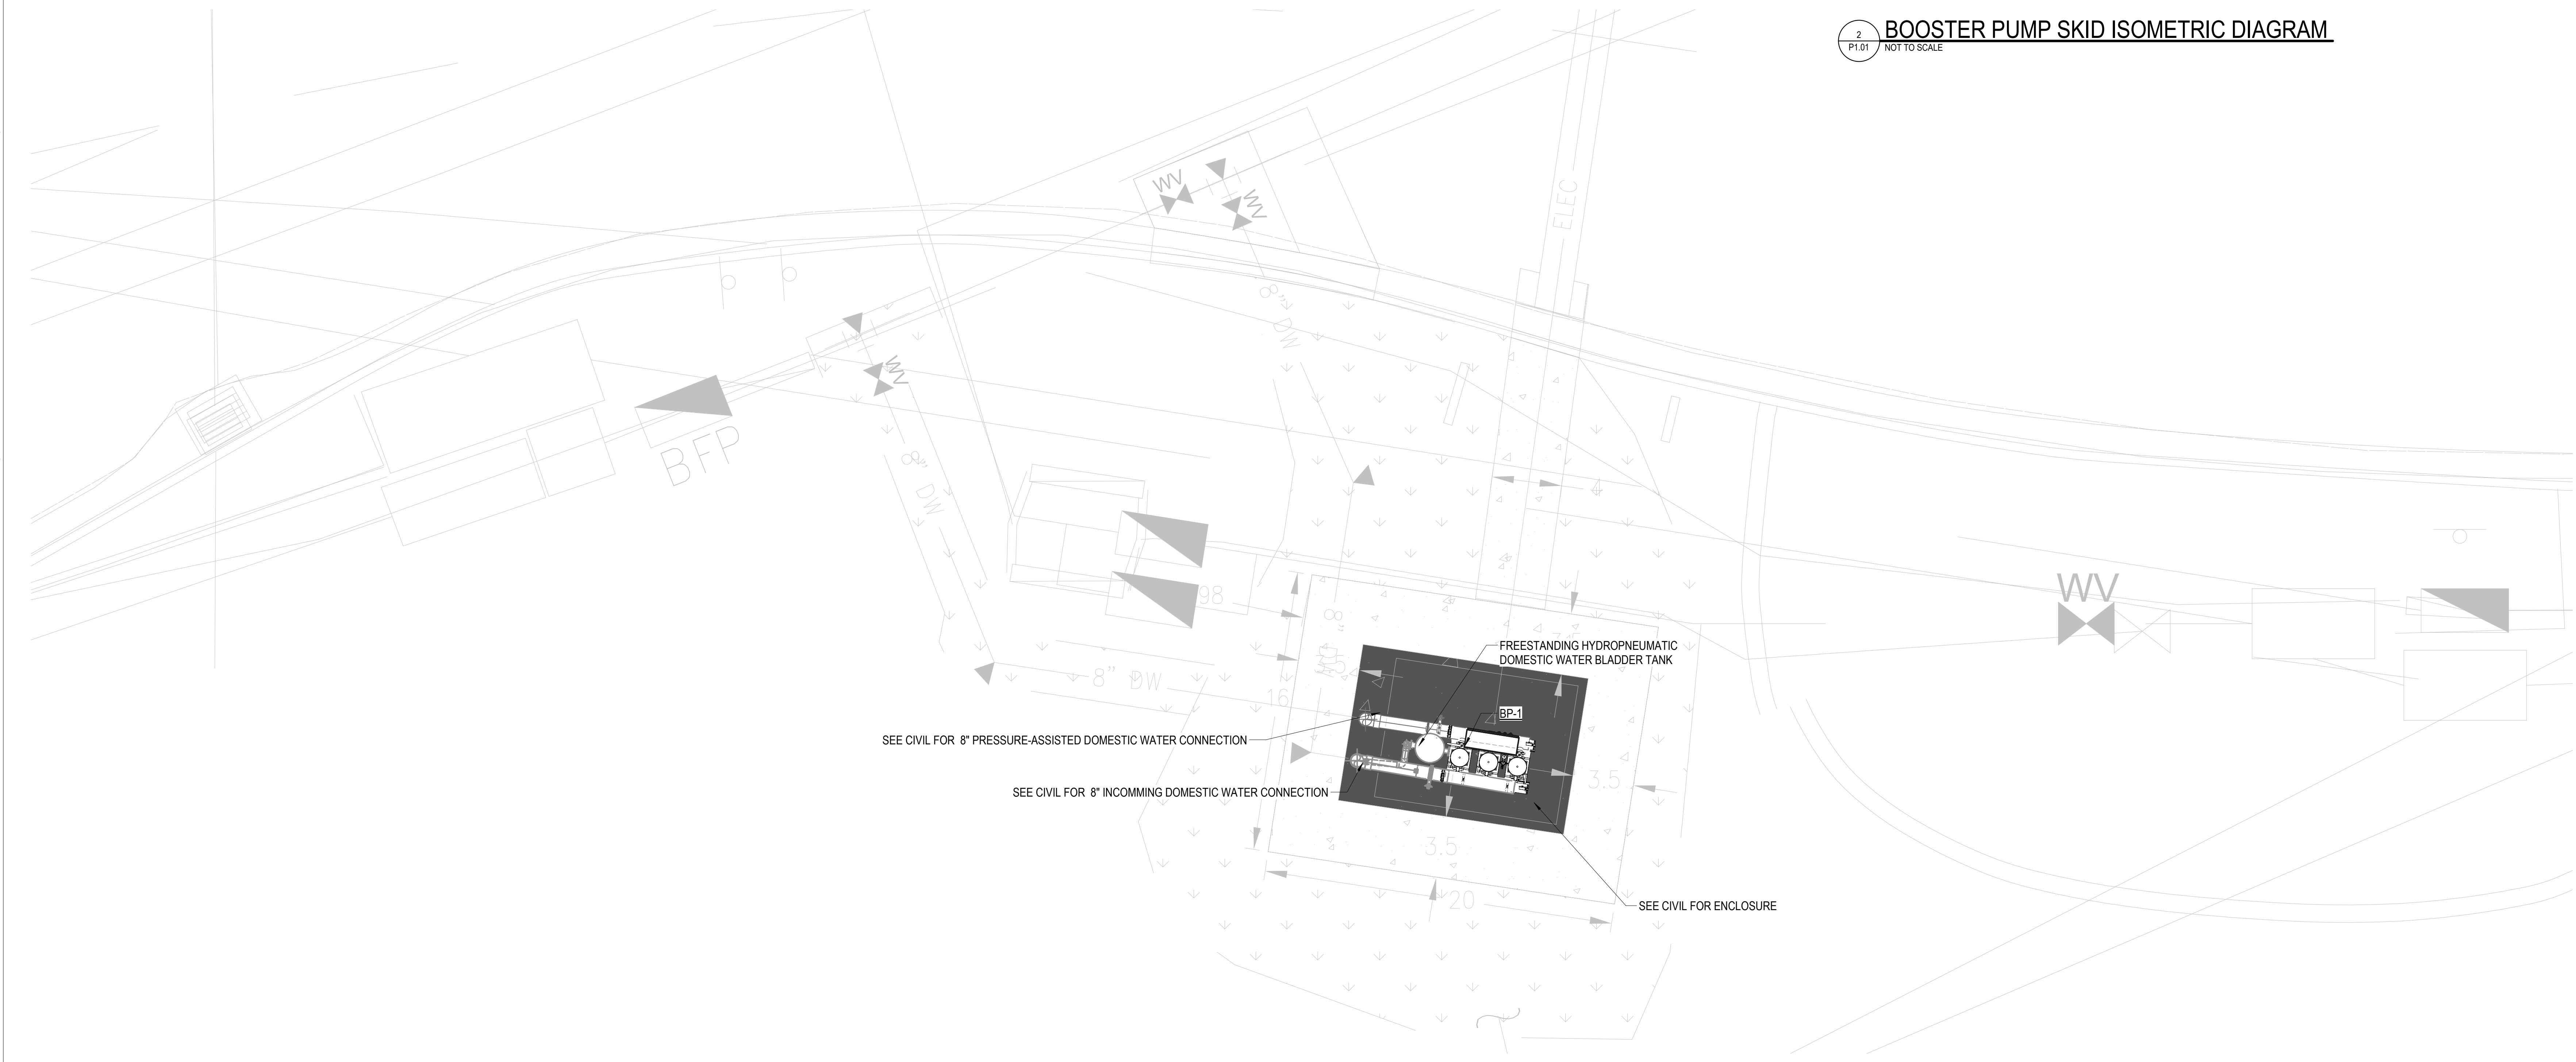 2
P1.01
BOOSTER PUMP SKID ISOMETRIC DIAGRAM
NOT TO SCALE
WV
WV
ELEC
8" DW
WV
BFP
8" DW
4
98
8"
WV
FREESTANDING HYDROPNEUMATIC
DOMESTIC WATER BLADDER TANK
8" DW
16
BP-1
SEE CIVIL FOR 8" PRESSURE-ASSISTED DOMESTIC WATER CONNECTION
3.5
SEE CIVIL FOR 8" INCOMMING DOMESTIC WATER CONNECTION
3.5
20
SEE CIVIL FOR ENCLOSURE